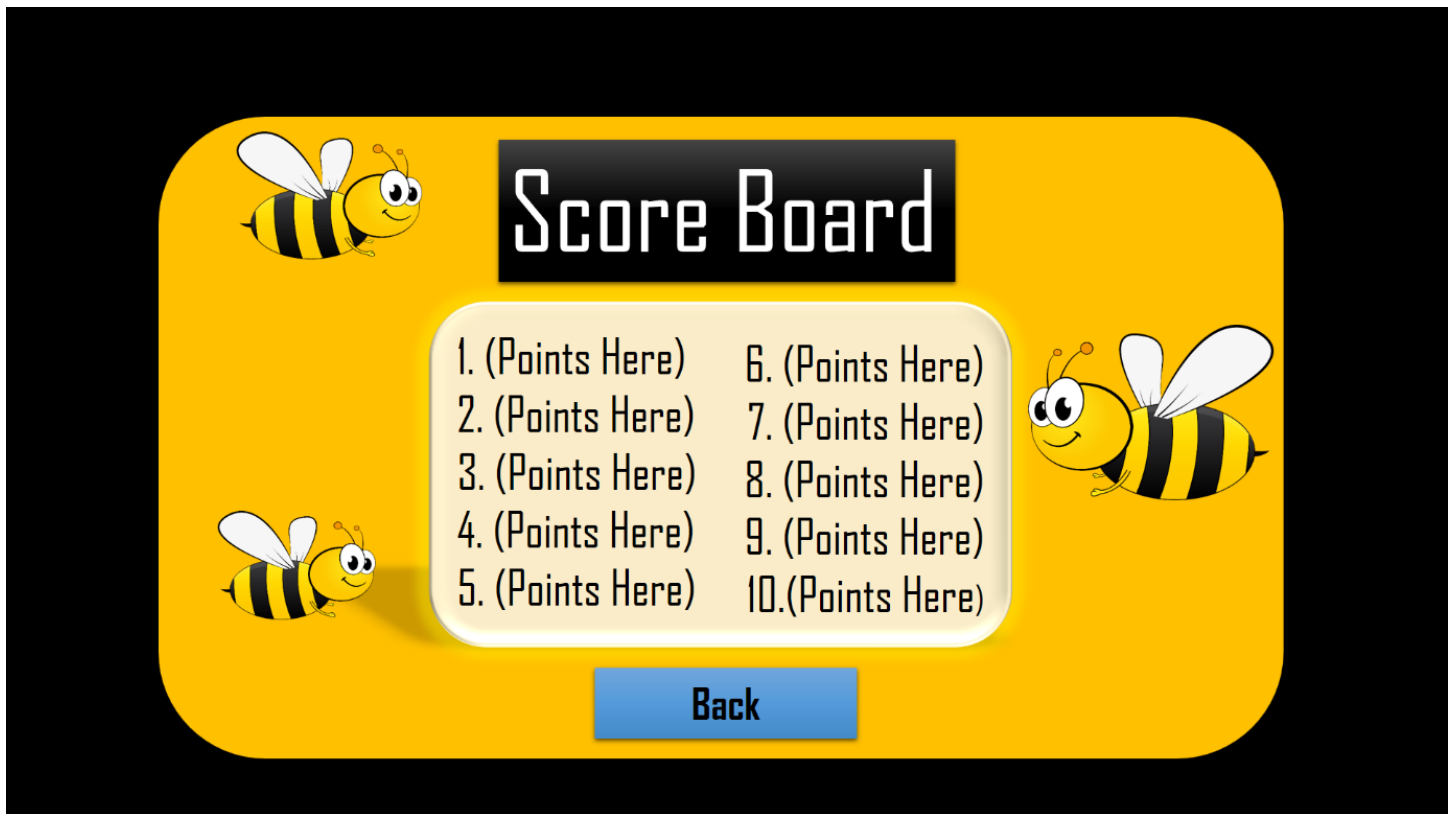 Score Board
1. (Points Here)
2. (Points Here)
3. (Points Here)
4. (Points Here)
5. (Points Here)
6. (Points Here)
7. (Points Here)
8. (Points Here)
9. (Points Here)
10.(Points Here)
Back